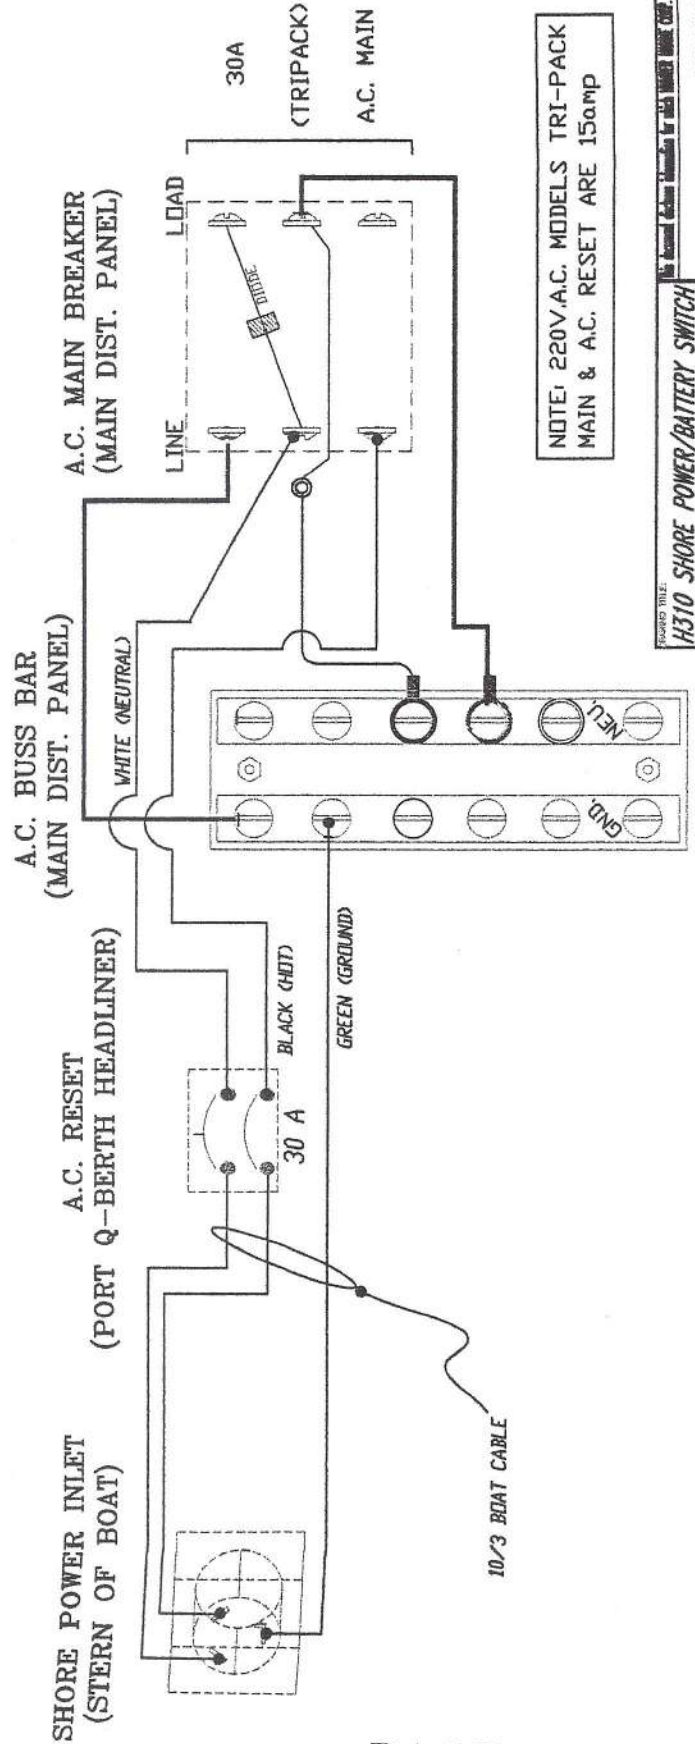 SHORE POWER INLET
(STERN OF BOAT)
A.C. RESET
(PORT Q-BERTH HEADLINER)
A.C. BUSS BAR
(MAIN DIST. PANEL)
A.C. MAIN BREAKER
(MAIN DIST. PANEL)
LINE
LOAD
30A
(TRIPACK)
A.C. MAIN
DIODE
WHITE (NEUTRAL)
BLACK (HOT)
30 A
GREEN (GROUND)
GND.
NEU.
10/3 BOAT CABLE
NOTE: 220V.A.C. MODELS TRI-PACK
MAIN & A.C. RESET ARE 15amp
DRAWING TITLE:
H310 SHORE POWER/BATTERY SWITCH